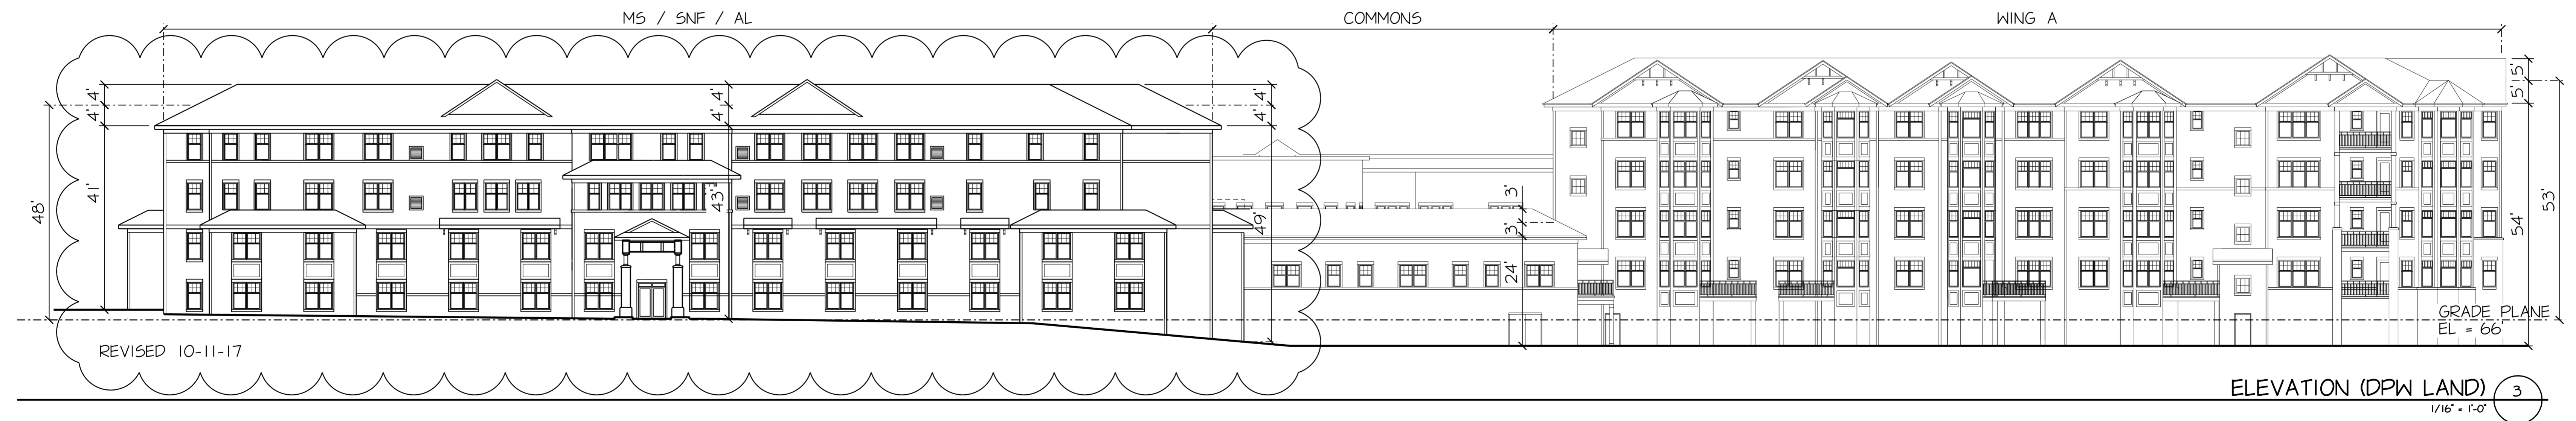 MS / SNF / AL
COMMONS
WING A
4'
4'
41'
48'
4'
4'
43'
4'
4'
49'
3'
3'
24'
5'
5'
54'
53'
GRADE PLANE
EL = 66'
REVISED 10-11-17
ELEVATION (DPW LAND)
3
1/16" = 1'-0"